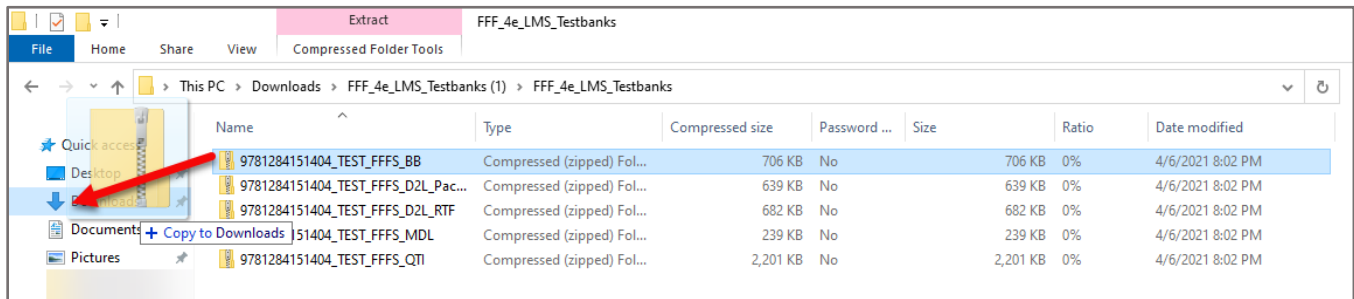 Extract FFF_4e_LMS_Testbanks
File Home Share View Compressed Folder Tools
This PC > Downloads > FFF_4e_LMS_Testbanks (1) > FFF_4e_LMS_Testbanks
Name Type Compressed size Password ... Size Ratio Date modified
Quick access
9781284151404_TEST_FFFS_BB Compressed (zipped) Fol... 706 KB No 706 KB 0% 4/6/2021 8:02 PM
Desktop
9781284151404_TEST_FFFS_D2L_Pac... Compressed (zipped) Fol... 639 KB No 639 KB 0% 4/6/2021 8:02 PM
Downloads
9781284151404_TEST_FFFS_D2L_RTF Compressed (zipped) Fol... 682 KB No 682 KB 0% 4/6/2021 8:02 PM
Documents
+ Copy to Downloads
151404_TEST_FFFS_MDL Compressed (zipped) Fol... 239 KB No 239 KB 0% 4/6/2021 8:02 PM
Pictures
9781284151404_TEST_FFFS_QTI Compressed (zipped) Fol... 2,201 KB No 2,201 KB 0% 4/6/2021 8:02 PM